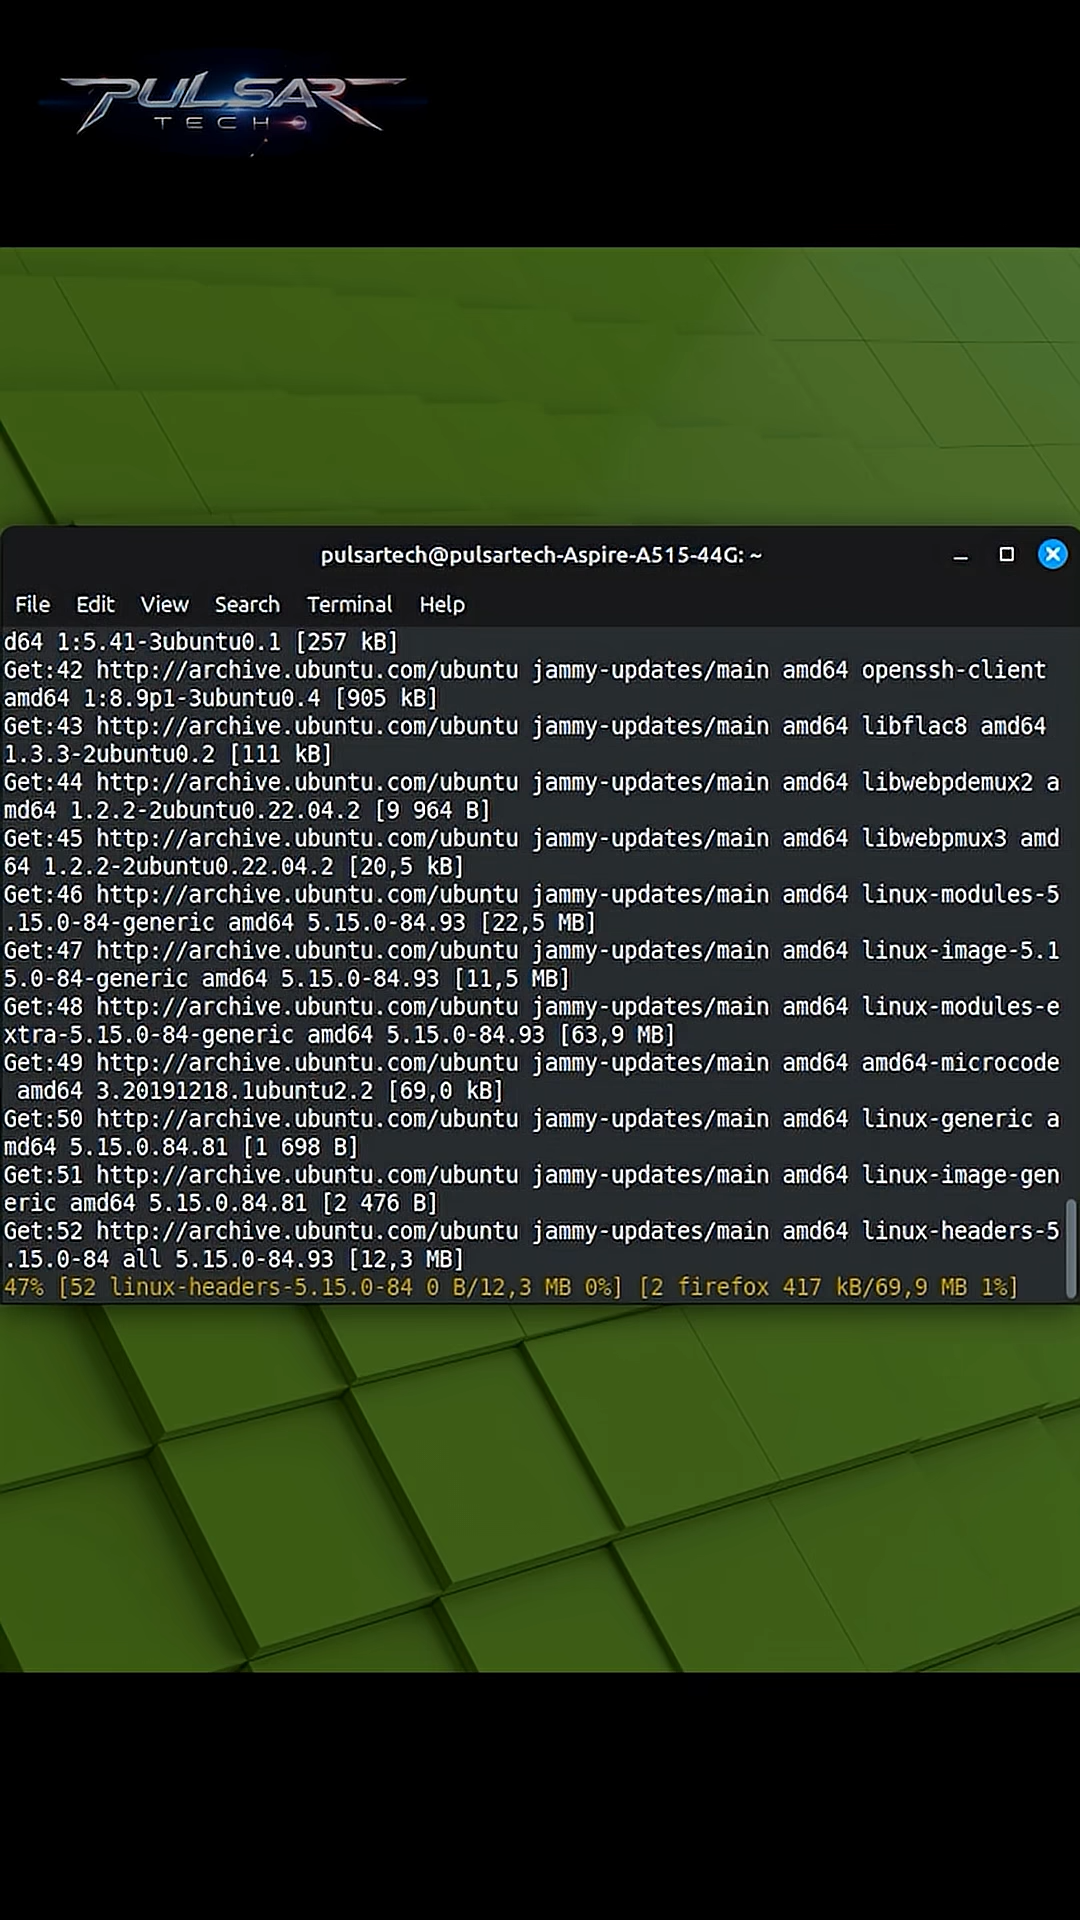 PULSAR
TECH
pulsartech@pulsartech-Aspire-A515-44G: ~
File Edit View Search Terminal Help
d64 1:5.41-3ubuntu0.1 [257 kB]
Get:42 http://archive.ubuntu.com/ubuntu jammy-updates/main amd64 openssh-client
amd64 1:8.9p1-3ubuntu0.4 [905 kB]
Get:43 http://archive.ubuntu.com/ubuntu jammy-updates/main amd64 libflac8 amd64
1.3.3-2ubuntu0.2 [111 kB]
Get:44 http://archive.ubuntu.com/ubuntu jammy-updates/main amd64 libwebpdemux2 a
md64 1.2.2-2ubuntu0.22.04.2 [9 964 B]
Get:45 http://archive.ubuntu.com/ubuntu jammy-updates/main amd64 libwebpmux3 amd
64 1.2.2-2ubuntu0.22.04.2 [20,5 kB]
Get:46 http://archive.ubuntu.com/ubuntu jammy-updates/main amd64 linux-modules-5
.15.0-84-generic amd64 5.15.0-84.93 [22,5 MB]
Get:47 http://archive.ubuntu.com/ubuntu jammy-updates/main amd64 linux-image-5.1
5.0-84-generic amd64 5.15.0-84.93 [11,5 MB]
Get:48 http://archive.ubuntu.com/ubuntu jammy-updates/main amd64 linux-modules-e
xtra-5.15.0-84-generic amd64 5.15.0-84.93 [63,9 MB]
Get:49 http://archive.ubuntu.com/ubuntu jammy-updates/main amd64 amd64-microcode
amd64 3.20191218.1ubuntu2.2 [69,0 kB]
Get:50 http://archive.ubuntu.com/ubuntu jammy-updates/main amd64 linux-generic a
md64 5.15.0.84.81 [1 698 B]
Get:51 http://archive.ubuntu.com/ubuntu jammy-updates/main amd64 linux-image-gen
eric amd64 5.15.0.84.81 [2 476 B]
Get:52 http://archive.ubuntu.com/ubuntu jammy-updates/main amd64 linux-headers-5
.15.0-84 all 5.15.0-84.93 [12,3 MB]
47% [52 linux-headers-5.15.0-84 0 B/12,3 MB 0%] [2 firefox 417 kB/69,9 MB 1%]